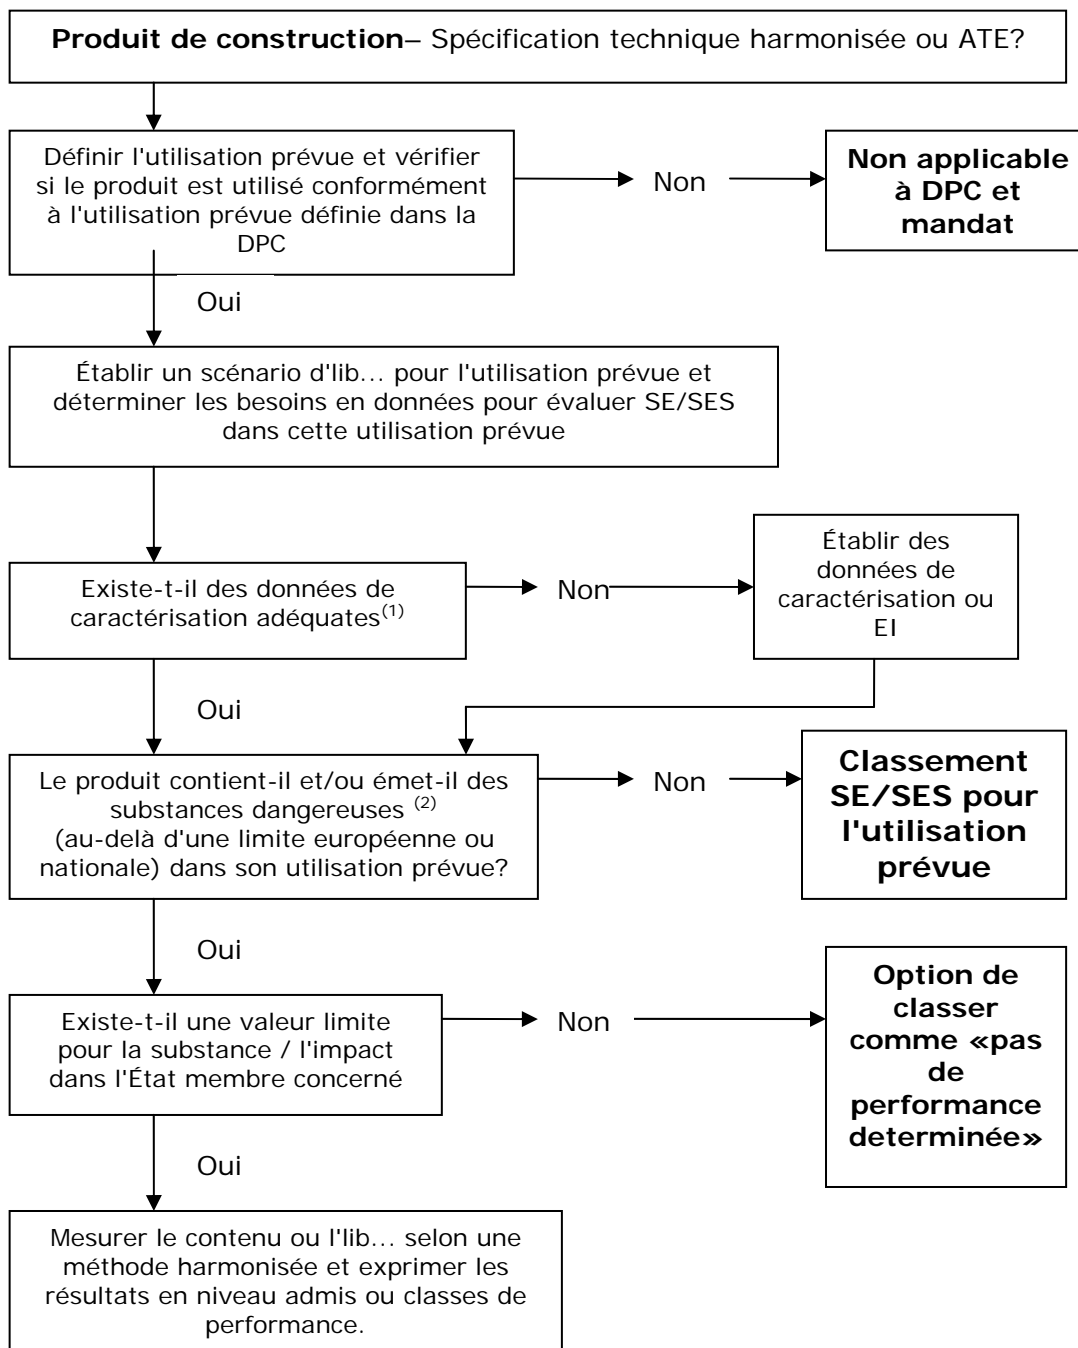 Produit de construction– Spécification technique harmonisée ou ATE?
Définir l'utilisation prévue et vérifier
si le produit est utilisé conformément
à l'utilisation prévue définie dans la
DPC
Non
Non applicable
à DPC et
mandat
Oui
Établir un scénario d'lib... pour l'utilisation prévue et
déterminer les besoins en données pour évaluer SE/SES
dans cette utilisation prévue
Existe-t-il des données de
caractérisation adéquates(1)
Non
Établir des
données de
caractérisation ou
EI
Oui
Le produit contient-il et/ou émet-il des
substances dangereuses (2)
(au-delà d'une limite européenne ou
nationale) dans son utilisation prévue?
Non
Classement
SE/SES pour
l'utilisation
prévue
Oui
Existe-t-il une valeur limite
pour la substance / l'impact
dans l'État membre concerné
Non
Option de
classer
comme «pas
de
performance
determinée»
Oui
Mesurer le contenu ou l'lib... selon une
méthode harmonisée et exprimer les
résultats en niveau admis ou classes de
performance.